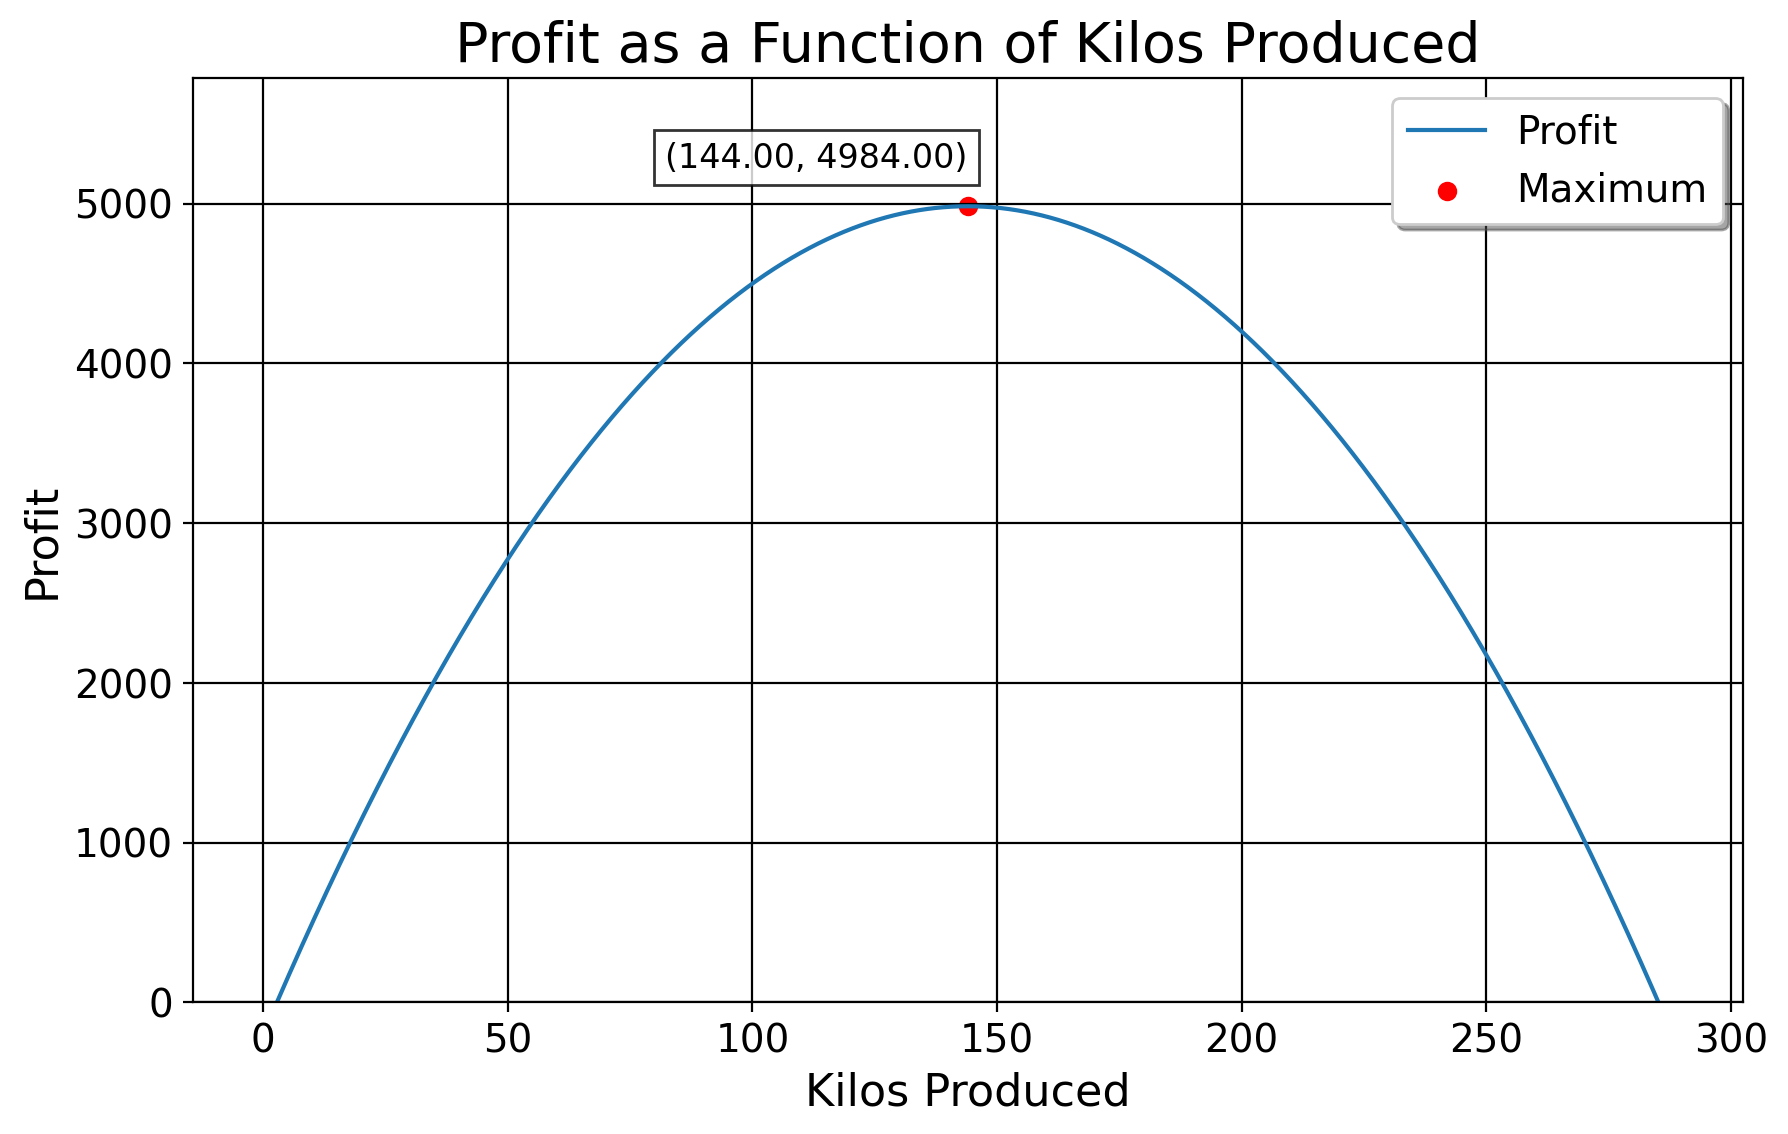 Profit as a Function of Kilos Produced
(144.00, 4984.00)
Profit
Maximum
5000
4000
3000
2000
1000
0
Profit
0 50 100 150 200 250 300
Kilos Produced